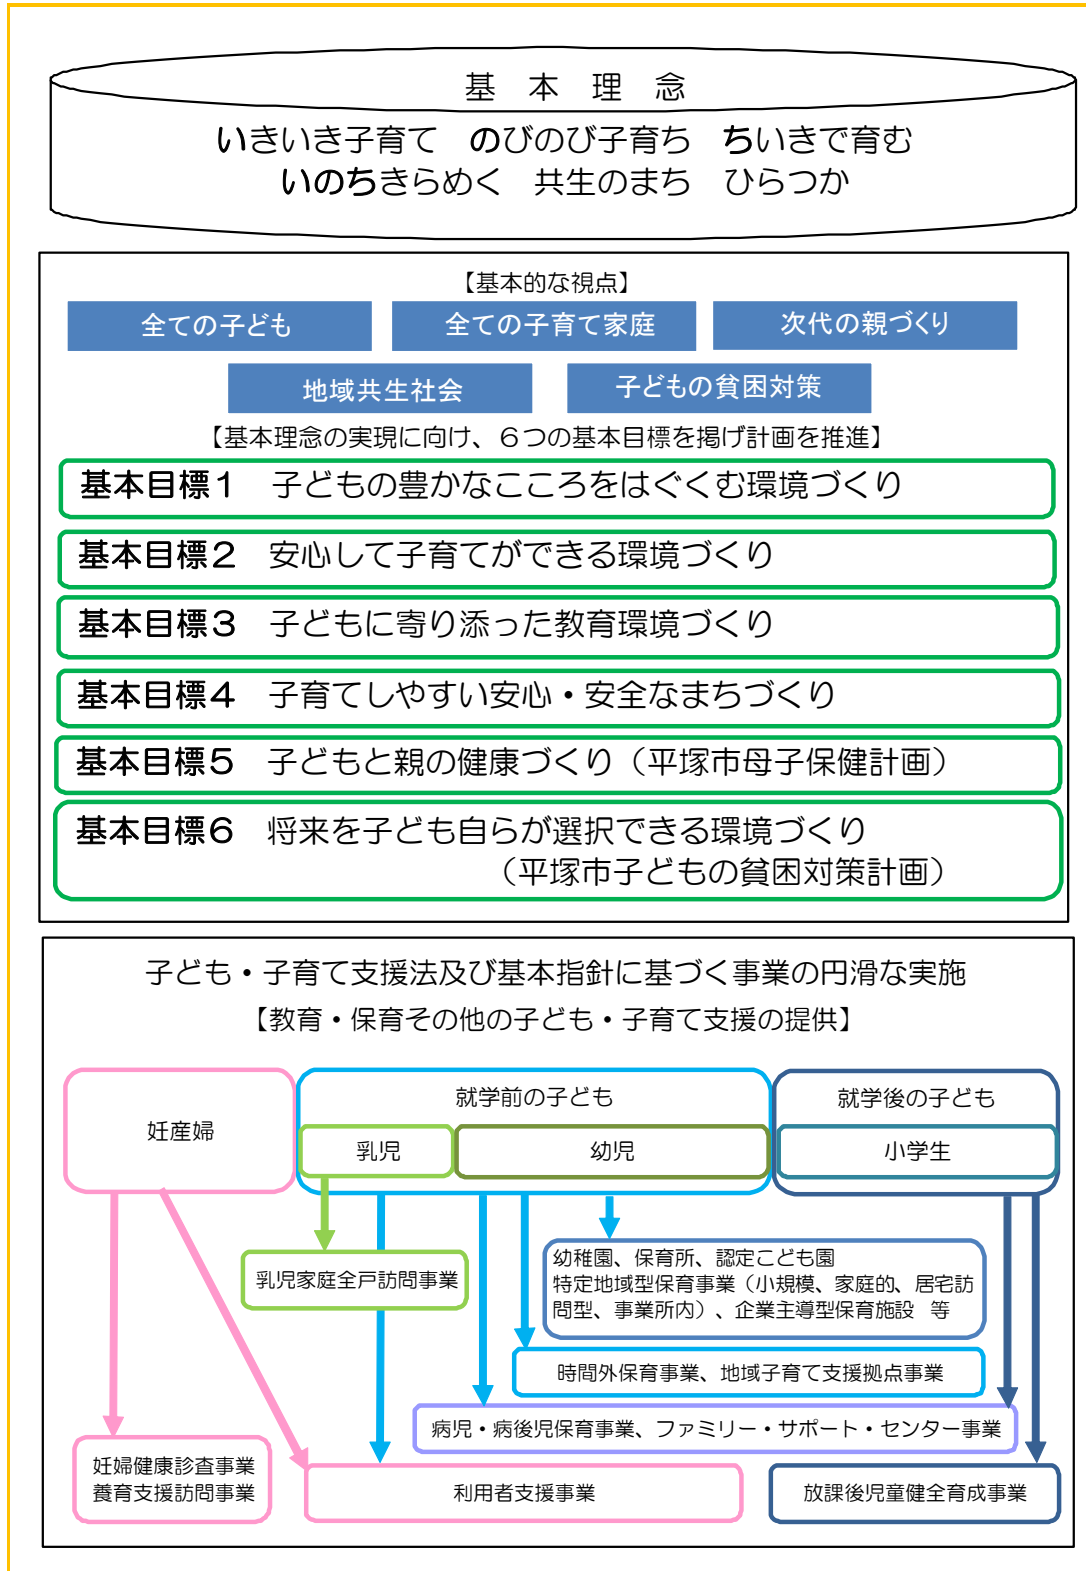 基 本 理 念
いきいき子育て のびのび子育ち ちいきで育む
いのちきらめく 共生のまち ひらつか
【基本的な視点】
全ての子ども
全ての子育て家庭
次代の親づくり
地域共生社会
子どもの貧困対策
【基本理念の実現に向け、６つの基本目標を掲げ計画を推進】
基本目標１ 子どもの豊かなこころをはぐくむ環境づくり
基本目標２ 安心して子育てができる環境づくり
基本目標３ 子どもに寄り添った教育環境づくり
基本目標４ 子育てしやすい安心・安全なまちづくり
基本目標５ 子どもと親の健康づくり（平塚市母子保健計画）
基本目標６ 将来を子ども自らが選択できる環境づくり
（平塚市子どもの貧困対策計画）
子ども・子育て支援法及び基本指針に基づく事業の円滑な実施
【教育・保育その他の子ども・子育て支援の提供】
妊産婦
就学前の子ども
乳児
幼児
就学後の子ども
小学生
乳児家庭全戸訪問事業
幼稚園、保育所、認定こども園
特定地域型保育事業（小規模、家庭的、居宅訪
問型、事業所内）、企業主導型保育施設 等
時間外保育事業、地域子育て支援拠点事業
病児・病後児保育事業、ファミリー・サポート・センター事業
妊婦健康診査事業
養育支援訪問事業
利用者支援事業
放課後児童健全育成事業